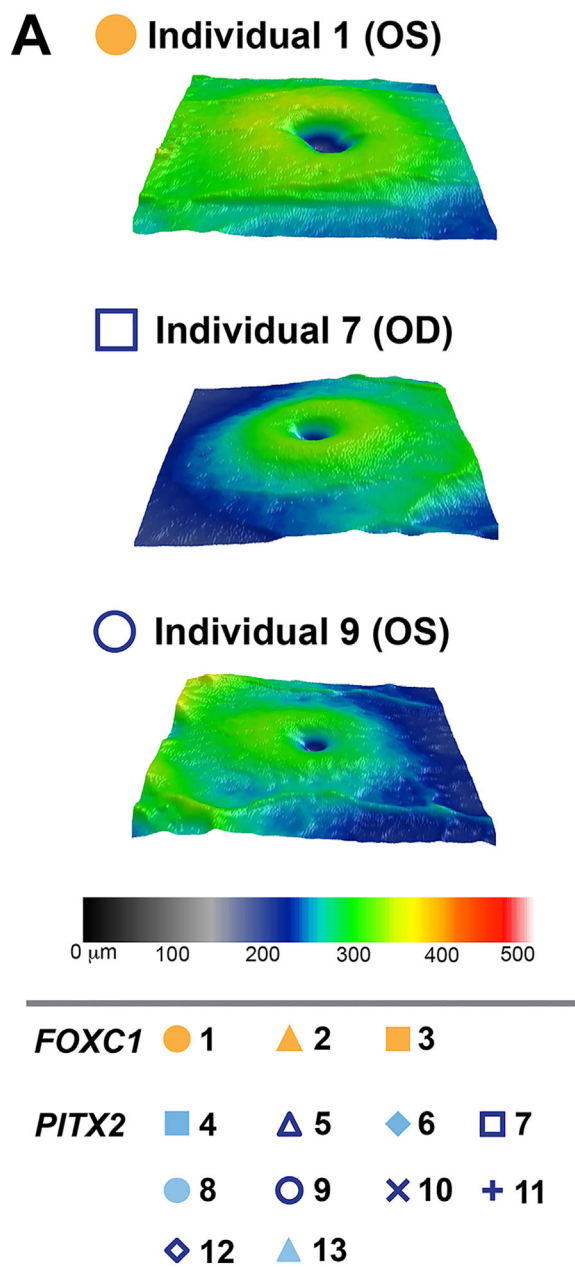 A
Individual 1 (OS)
Individual 7 (OD)
Individual 9 (OS)
0 μm 100 200 300 400 500
FOXC1 1 2 3
PITX2 4 5 6 7
8 9 10 11
12 13